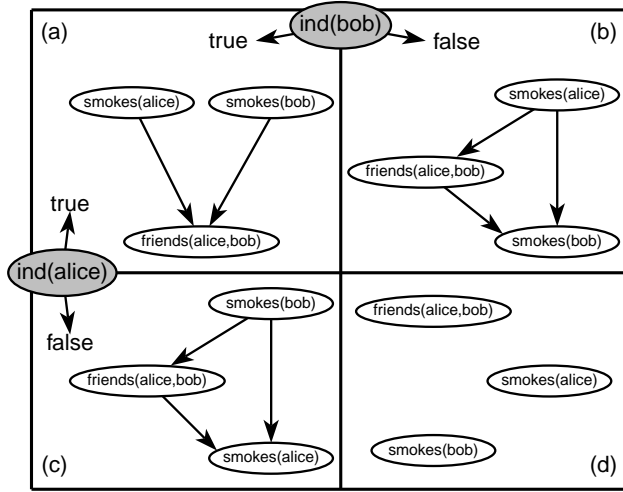 (a)
ind(bob)
(b)
true
false
smokes(alice)
smokes(bob)
friends(alice,bob)
smokes(alice)
friends(alice,bob)
smokes(bob)
true
ind(alice)
false
smokes(bob)
friends(alice,bob)
smokes(alice)
(c)
friends(alice,bob)
smokes(alice)
smokes(bob)
(d)